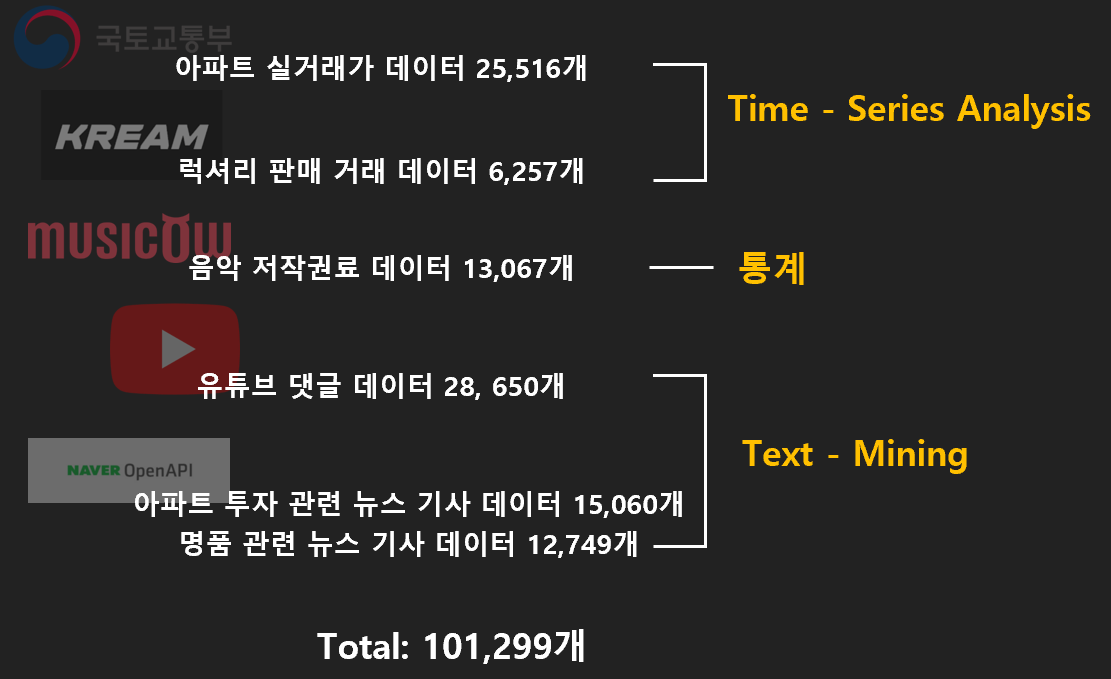 국토교통부
아파트 실거래가 데이터 25,516개
Time - Series Analysis
KREAM
럭셔리 판매 거래 데이터 6,257개
musicow
음악 저작권료 데이터 13,067개
통계
유튜브 댓글 데이터 28, 650개
Text - Mining
NAVER OpenAPI
아파트 투자 관련 뉴스 기사 데이터 15,060개
명품 관련 뉴스 기사 데이터 12,749개
Total: 101,299개